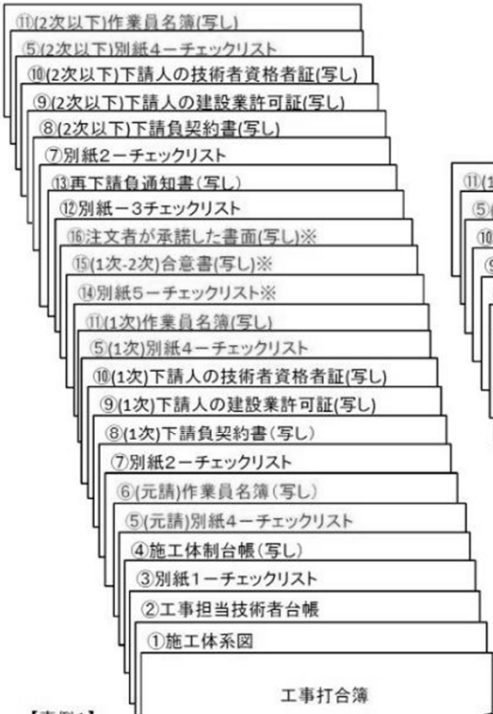 ⑪(2次以下)作業員名簿(写し)
⑤(2次以下)別紙4ーチェックリスト
⑩(2次以下)下請人の技術者資格者証(写し)
⑨(2次以下)下請人の建設業許可証(写し)
⑧(2次以下)下請負契約書(写し)
⑦別紙2ーチェックリスト
⑬再下請負通知書(写し)
⑫別紙ー3チェックリスト
⑯注文者が承諾した書面(写し)※
⑮(1次-2次)合意書(写し)※
⑭別紙5ーチェックリスト※
⑪(1次)作業員名簿(写し)
⑤(1次)別紙4ーチェックリスト
⑩(1次)下請人の技術者資格者証(写し)
⑨(1次)下請人の建設業許可証(写し)
⑧(1次)下請負契約書(写し)
⑦別紙2ーチェックリスト
⑥(元請)作業員名簿(写し)
⑤(元請)別紙4ーチェックリスト
④施工体制台帳(写し)
③別紙1ーチェックリスト
②工事担当技術者台帳
①施工体系図
工事打合簿
⑪(1
⑤(
⑩